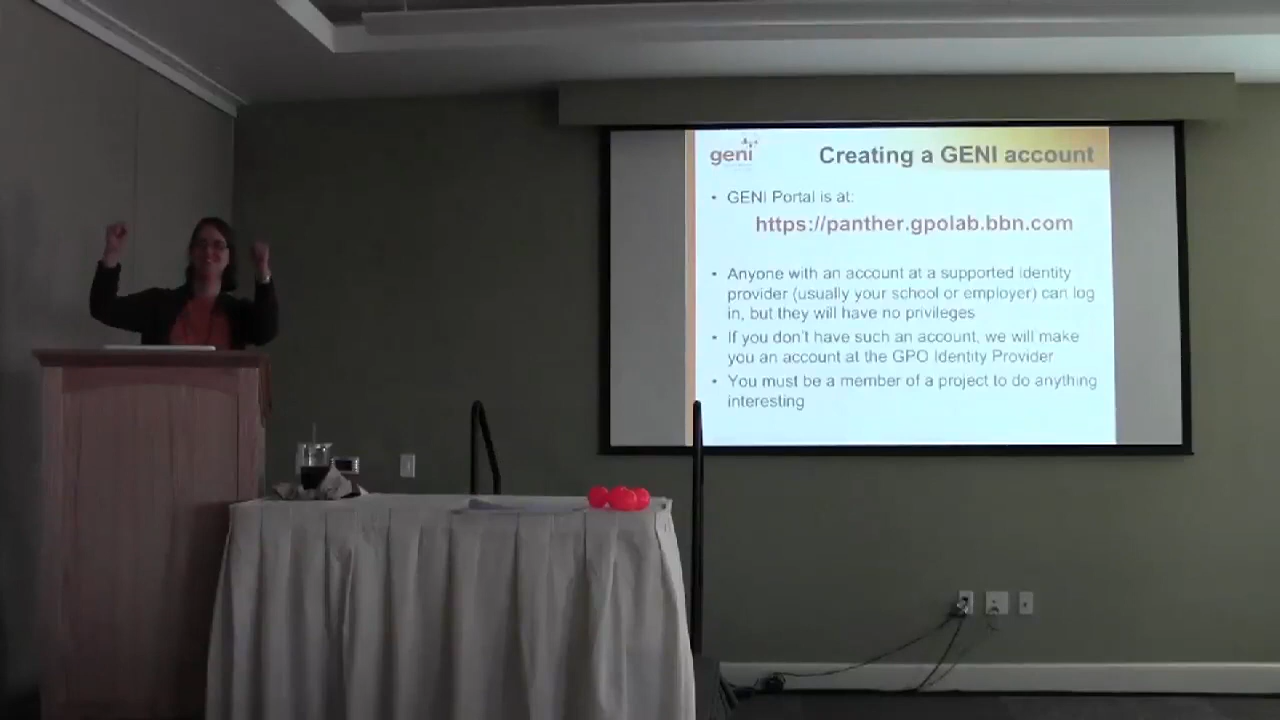 geni
Creating a GENI account
• GENI Portal is at:
https://panther.gpolab.bbn.com
• Anyone with an account at a supported identity
provider (usually your school or employer) can log
in, but they will have no privileges
• If you don't have such an account, we will make
you an account at the GPO Identity Provider
• You must be a member of a project to do anything
interesting